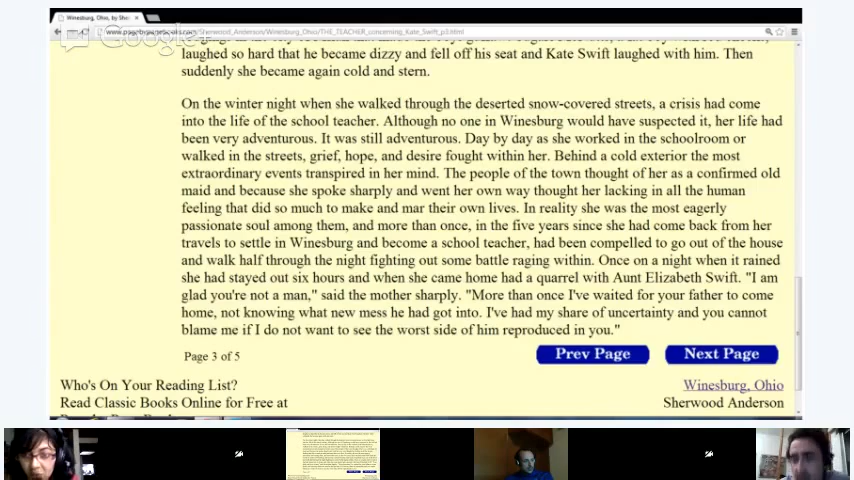 Winesburg, Ohio, by Sher
www.pagebypagebooks.com/Sherwood_Anderson/Winesburg_Ohio/THE_TEACHER_concerning_Kate_Swift_p3.html
Google+
laughed so hard that he became dizzy and fell off his seat and Kate Swift laughed with him. Then
suddenly she became again cold and stern.
On the winter night when she walked through the deserted snow-covered streets, a crisis had come
into the life of the school teacher. Although no one in Winesburg would have suspected it, her life had
been very adventurous. It was still adventurous. Day by day as she worked in the schoolroom or
walked in the streets, grief, hope, and desire fought within her. Behind a cold exterior the most
extraordinary events transpired in her mind. The people of the town thought of her as a confirmed old
maid and because she spoke sharply and went her own way thought her lacking in all the human
feeling that did so much to make and mar their own lives. In reality she was the most eagerly
passionate soul among them, and more than once, in the five years since she had come back from her
travels to settle in Winesburg and become a school teacher, had been compelled to go out of the house
and walk half through the night fighting out some battle raging within. Once on a night when it rained
she had stayed out six hours and when she came home had a quarrel with Aunt Elizabeth Swift. "I am
glad you're not a man," said the mother sharply. "More than once I've waited for your father to come
home, not knowing what new mess he had got into. I've had my share of uncertainty and you cannot
blame me if I do not want to see the worst side of him reproduced in you."
Page 3 of 5
Prev Page
Next Page
Who's On Your Reading List?
Winesburg, Ohio
Read Classic Books Online for Free at
Sherwood Anderson